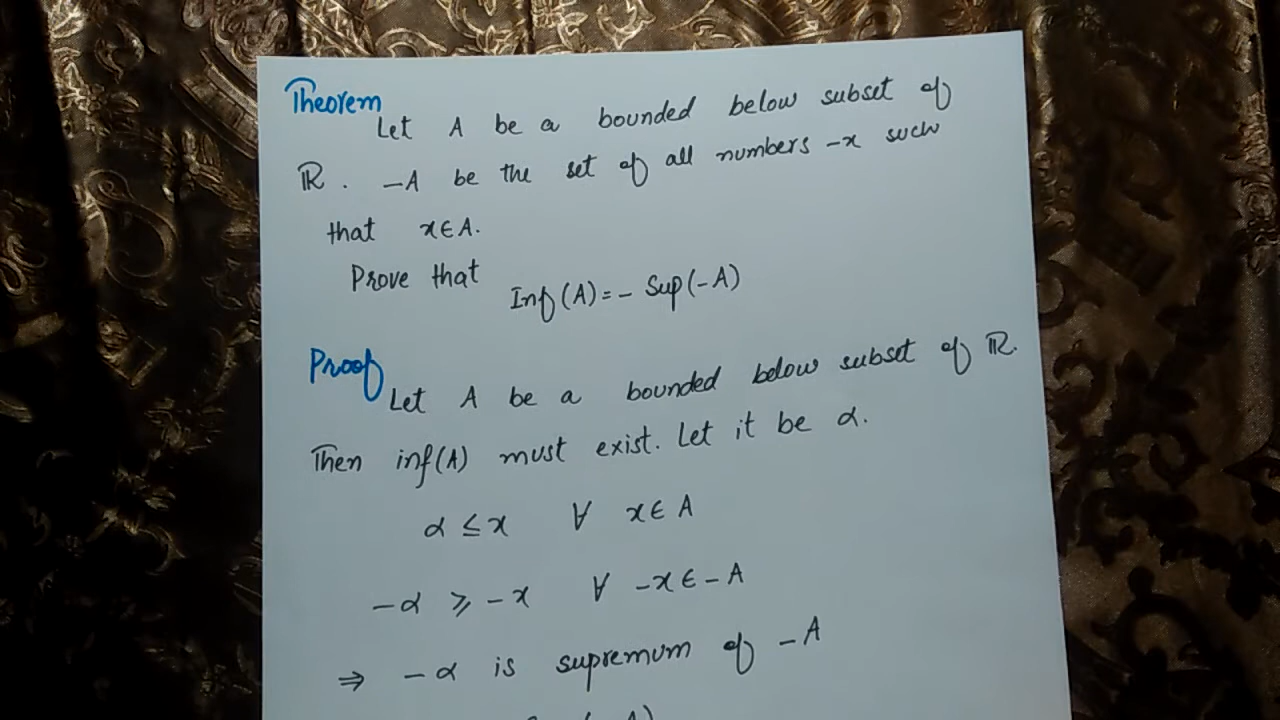 Theorem
Let A be a bounded below subset of
ℝ. -A be the set of all numbers -x such
that x∈A.
Prove that Inf(A)=- Sup(-A)
Proof
Let A be a bounded below subset of ℝ.
Then inf(A) must exist. Let it be α.
α ≤ x ∀ x∈A
-α ≥ -x ∀ -x∈-A
⇒ -α is supremum of -A